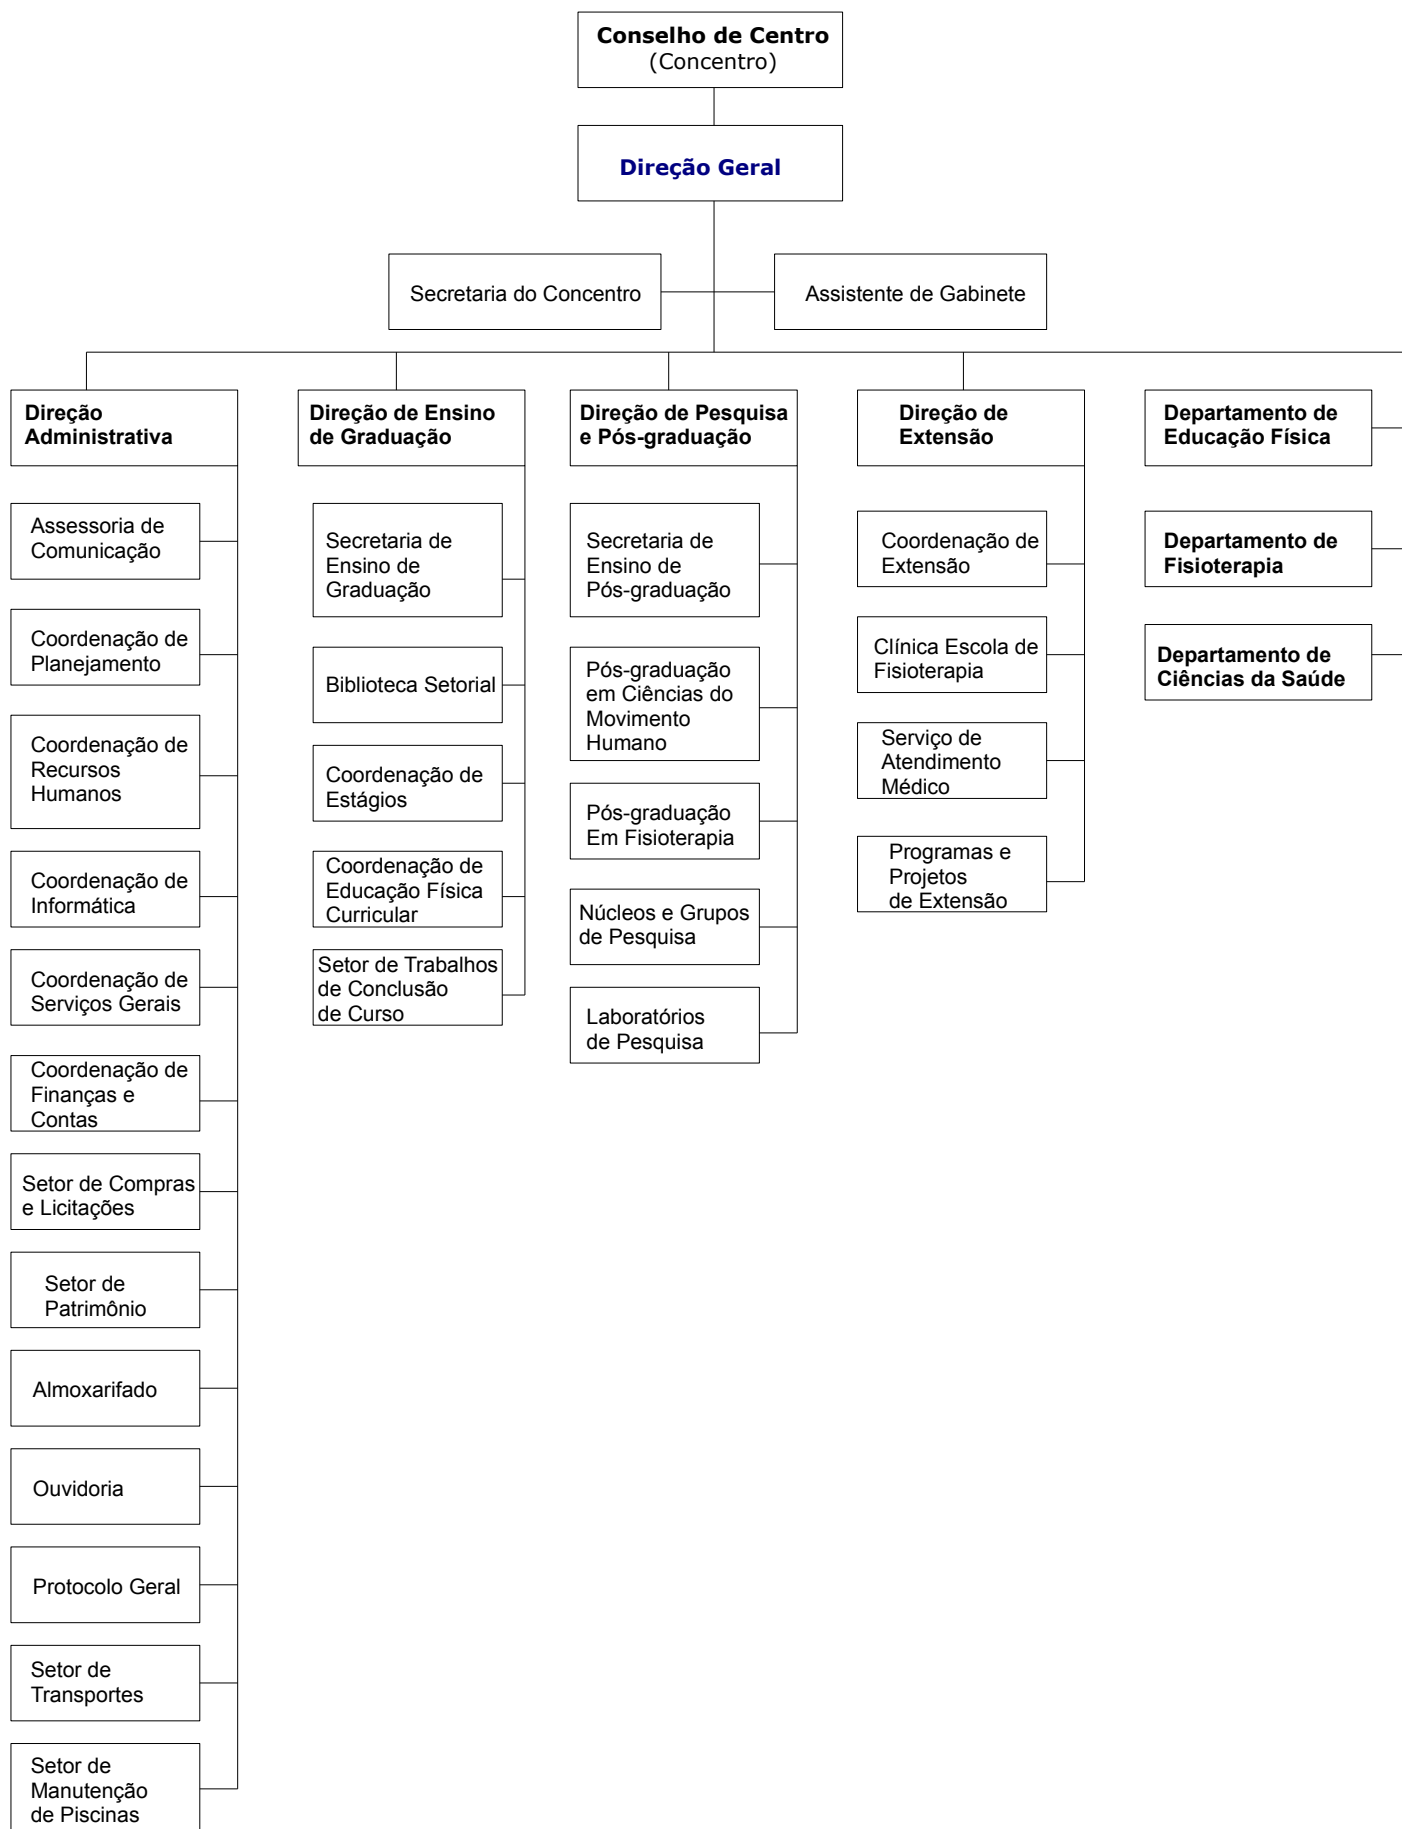 Conselho de Centro
(Concentro)
Direção Geral
Secretaria do Concentro
Assistente de Gabinete
Direção
Administrativa
Assessoria de
Comunicação
Coordenação de
Planejamento
Coordenação de
Recursos
Humanos
Coordenação de
Informática
Coordenação de
Serviços Gerais
Coordenação de
Finanças e
Contas
Setor de Compras
e Licitações
Setor de
Patrimônio
Almoxarifado
Ouvidoria
Protocolo Geral
Setor de
Transportes
Setor de
Manutenção
de Piscinas
Direção de Ensino
de Graduação
Secretaria de
Ensino de
Graduação
Biblioteca Setorial
Coordenação de
Estágios
Coordenação de
Educação Física
Curricular
Setor de Trabalhos
de Conclusão
de Curso
Direção de Pesquisa
e Pós-graduação
Secretaria de
Ensino de
Pós-graduação
Pós-graduação
em Ciências do
Movimento
Humano
Pós-graduação
Em Fisioterapia
Núcleos e Grupos
de Pesquisa
Laboratórios
de Pesquisa
Direção de
Extensão
Coordenação de
Extensão
Clínica Escola de
Fisioterapia
Serviço de
Atendimento
Médico
Programas e
Projetos
de Extensão
Departamento de
Educação Física
Departamento de
Fisioterapia
Departamento de
Ciências da Saúde